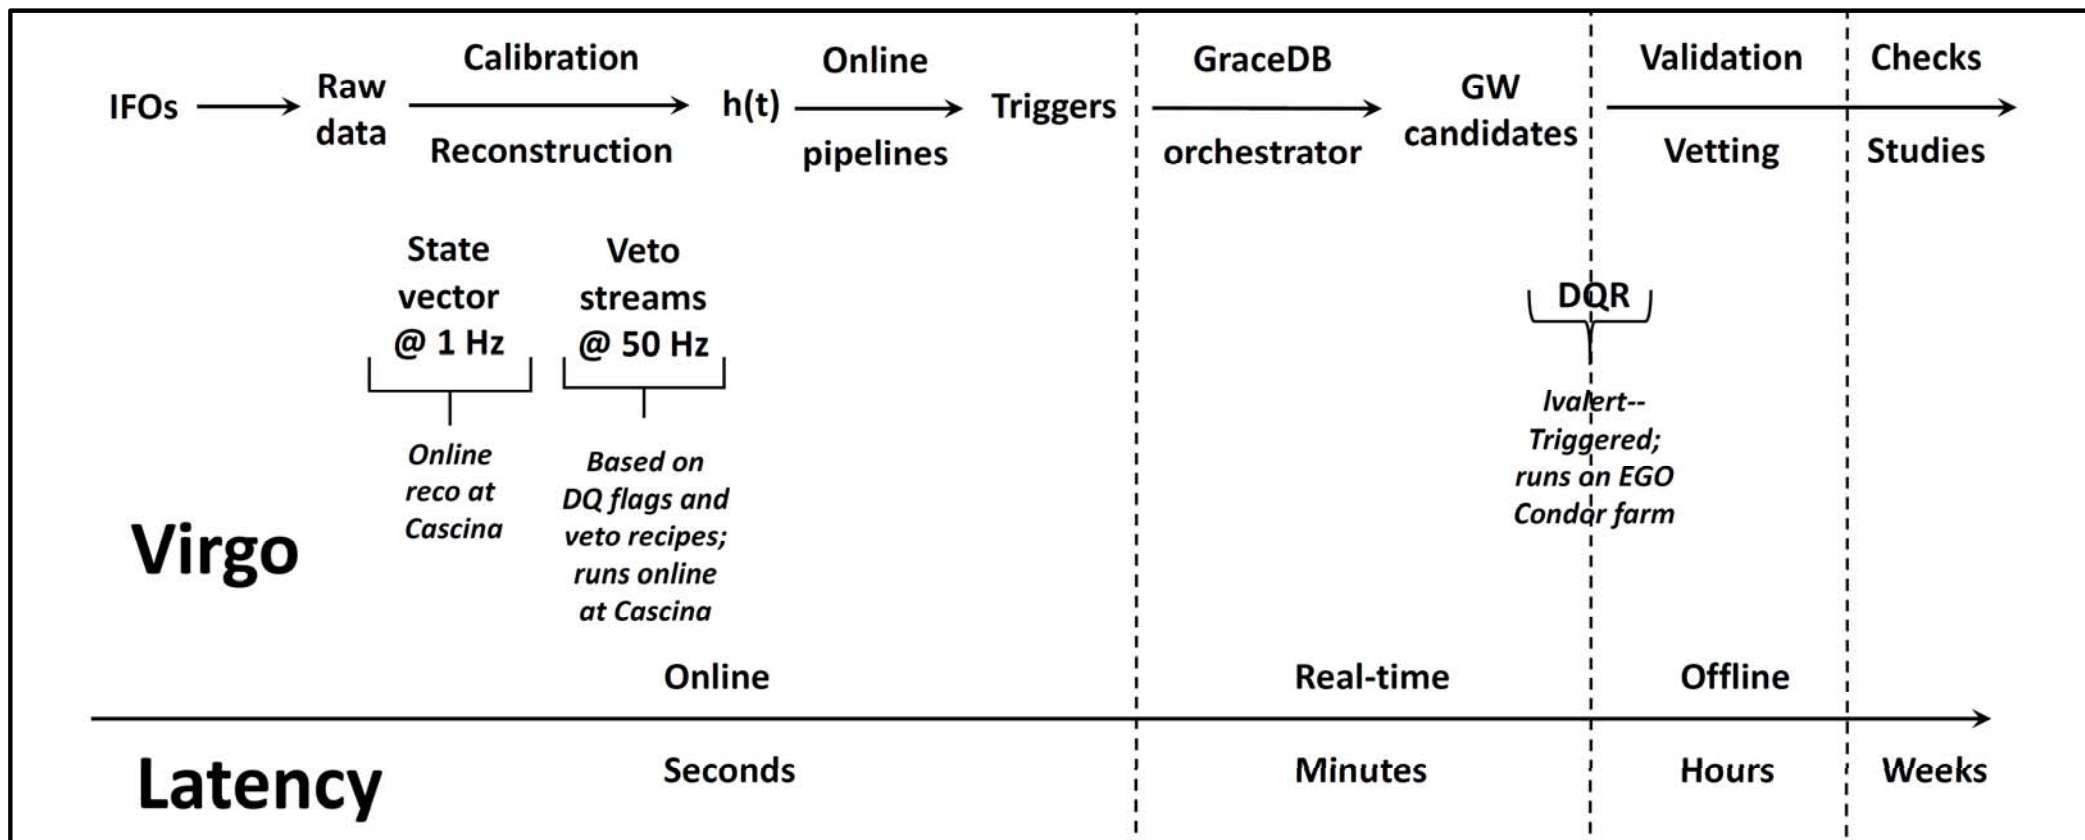 IFOs
Raw
data
Calibration
Reconstruction
h(t)
Online
pipelines
Triggers
GraceDB
orchestrator
GW
candidates
Validation
Vetting
Checks
Studies
State
vector
@ 1 Hz
Online
reco at
Cascina
Veto
streams
@ 50 Hz
Based on
DQ flags and
veto recipes;
runs online
at Cascina
DQR
lvalert--
Triggered;
runs on EGO
Condor farm
Virgo
Online
Real-time
Offline
Latency
Seconds
Minutes
Hours
Weeks